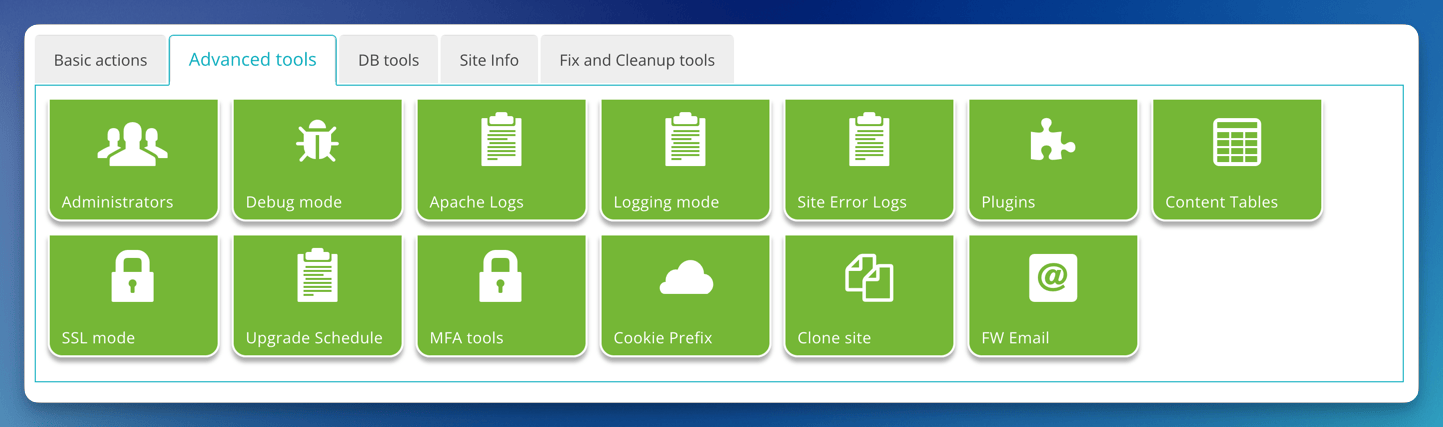 Basic actions
Advanced tools
DB tools
Site Info
Fix and Cleanup tools
Administrators
Debug mode
Apache Logs
Logging mode
Site Error Logs
Plugins
Content Tables
SSL mode
Upgrade Schedule
MFA tools
Cookie Prefix
Clone site
@
FW Email